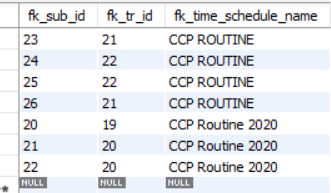 fk_sub_id fk_tr_id fk_time_schedule_name
23 21 CCP ROUTINE
24 22 CCP ROUTINE
25 22 CCP ROUTINE
26 21 CCP ROUTINE
20 19 CCP Routine 2020
21 20 CCP Routine 2020
22 20 CCP Routine 2020
* NULL NULL NULL